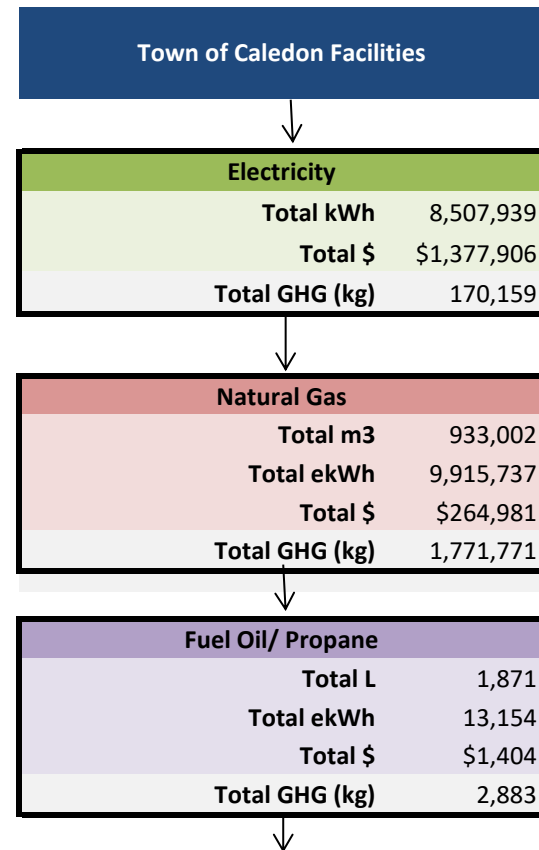 Town of Caledon Facilities
Electricity
Total kWh 8,507,939
Total $ $1,377,906
Total GHG (kg) 170,159
Natural Gas
Total m3 933,002
Total ekWh 9,915,737
Total $ $264,981
Total GHG (kg) 1,771,771
Fuel Oil/ Propane
Total L 1,871
Total ekWh 13,154
Total $ $1,404
Total GHG (kg) 2,883